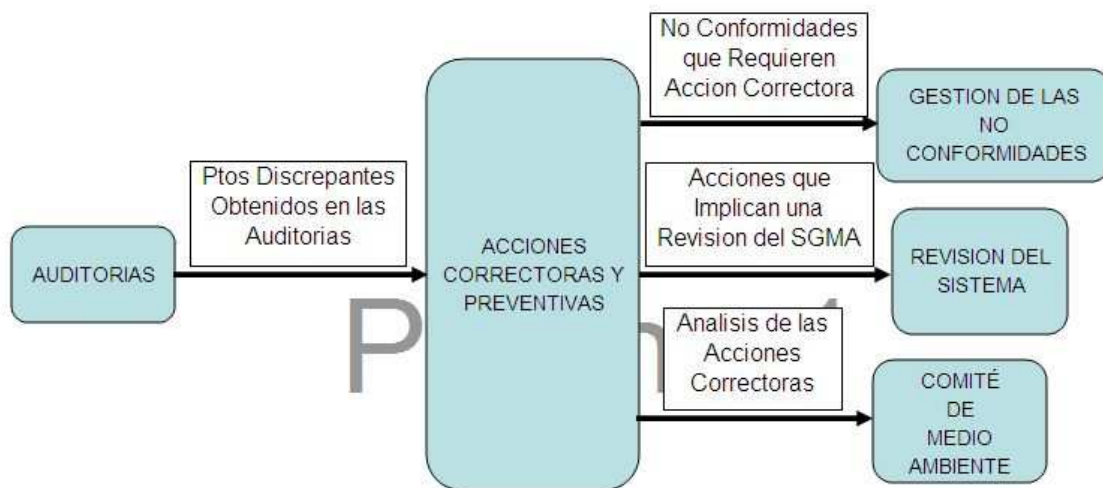 No Conformidades
que Requieren
Accion Correctora
GESTION DE LAS
NO
CONFORMIDADES
Ptos Discrepantes
Obtenidos en las
Auditorias
Acciones que
Implican una
Revision del SGMA
AUDITORIAS
ACCIONES
CORRECTORAS Y
PREVENTIVAS
REVISION DEL
SISTEMA
Analisis de las
Acciones
Correctoras
COMITÉ
DE
MEDIO
AMBIENTE